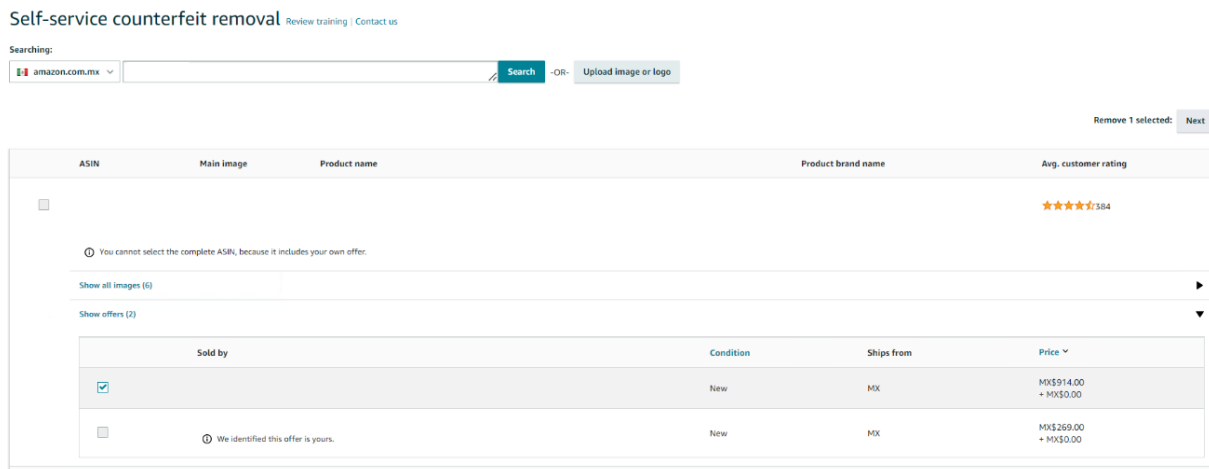 Self-service counterfeit removal Review training | Contact us
Searching:
amazon.com.mx Search -OR- Upload image or logo
Remove 1 selected: Next
ASIN Main image Product name Product brand name Avg. customer rating
384
You cannot select the complete ASIN, because it includes your own offer.
Show all images (6)
Show offers (2)
Sold by Condition Ships from Price
New MX MX$914.00
+ MX$0.00
We identified this offer is yours. New MX MX$269.00
+ MX$0.00